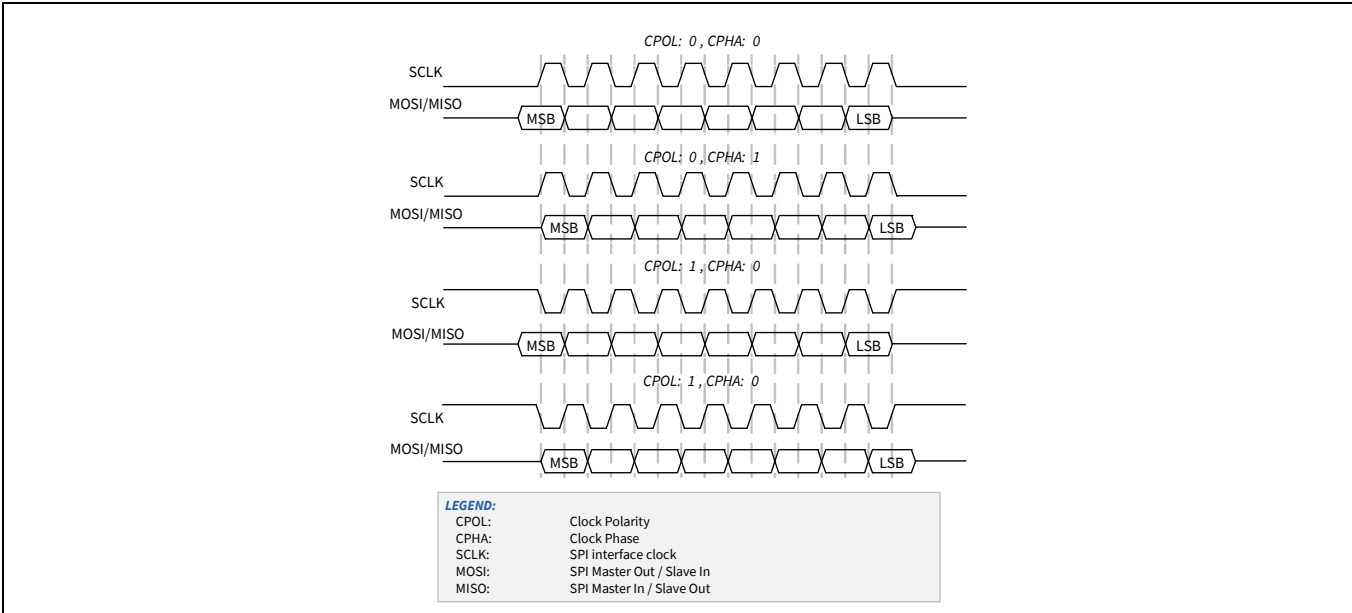 CPOL: 0 , CPHA: 0
SCLK
MOSI/MISO
MSB LSB
CPOL: 0 , CPHA: 1
SCLK
MOSI/MISO
MSB LSB
CPOL: 1 , CPHA: 0
SCLK
MOSI/MISO
MSB LSB
CPOL: 1 , CPHA: 0
SCLK
MOSI/MISO
MSB LSB
LEGEND:
CPOL: Clock Polarity
CPHA: Clock Phase
SCLK: SPI interface clock
MOSI: SPI Master Out / Slave In
MISO: SPI Master In / Slave Out